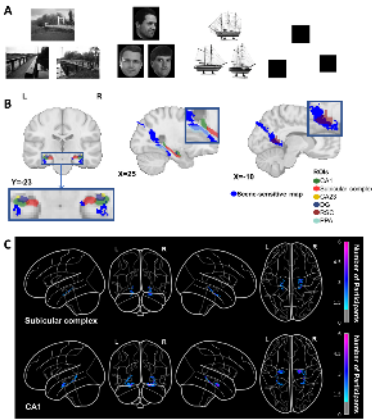 A
B
L R
Y=-23
X=25
X=-10
Scene-sensitive map
ROIs
CA1
Subicular complex
CA23
DG
RSC
PPA
C
L R
L
R
Number of Participants
Subicular complex
L R
L
R
Number of Participants
CA1